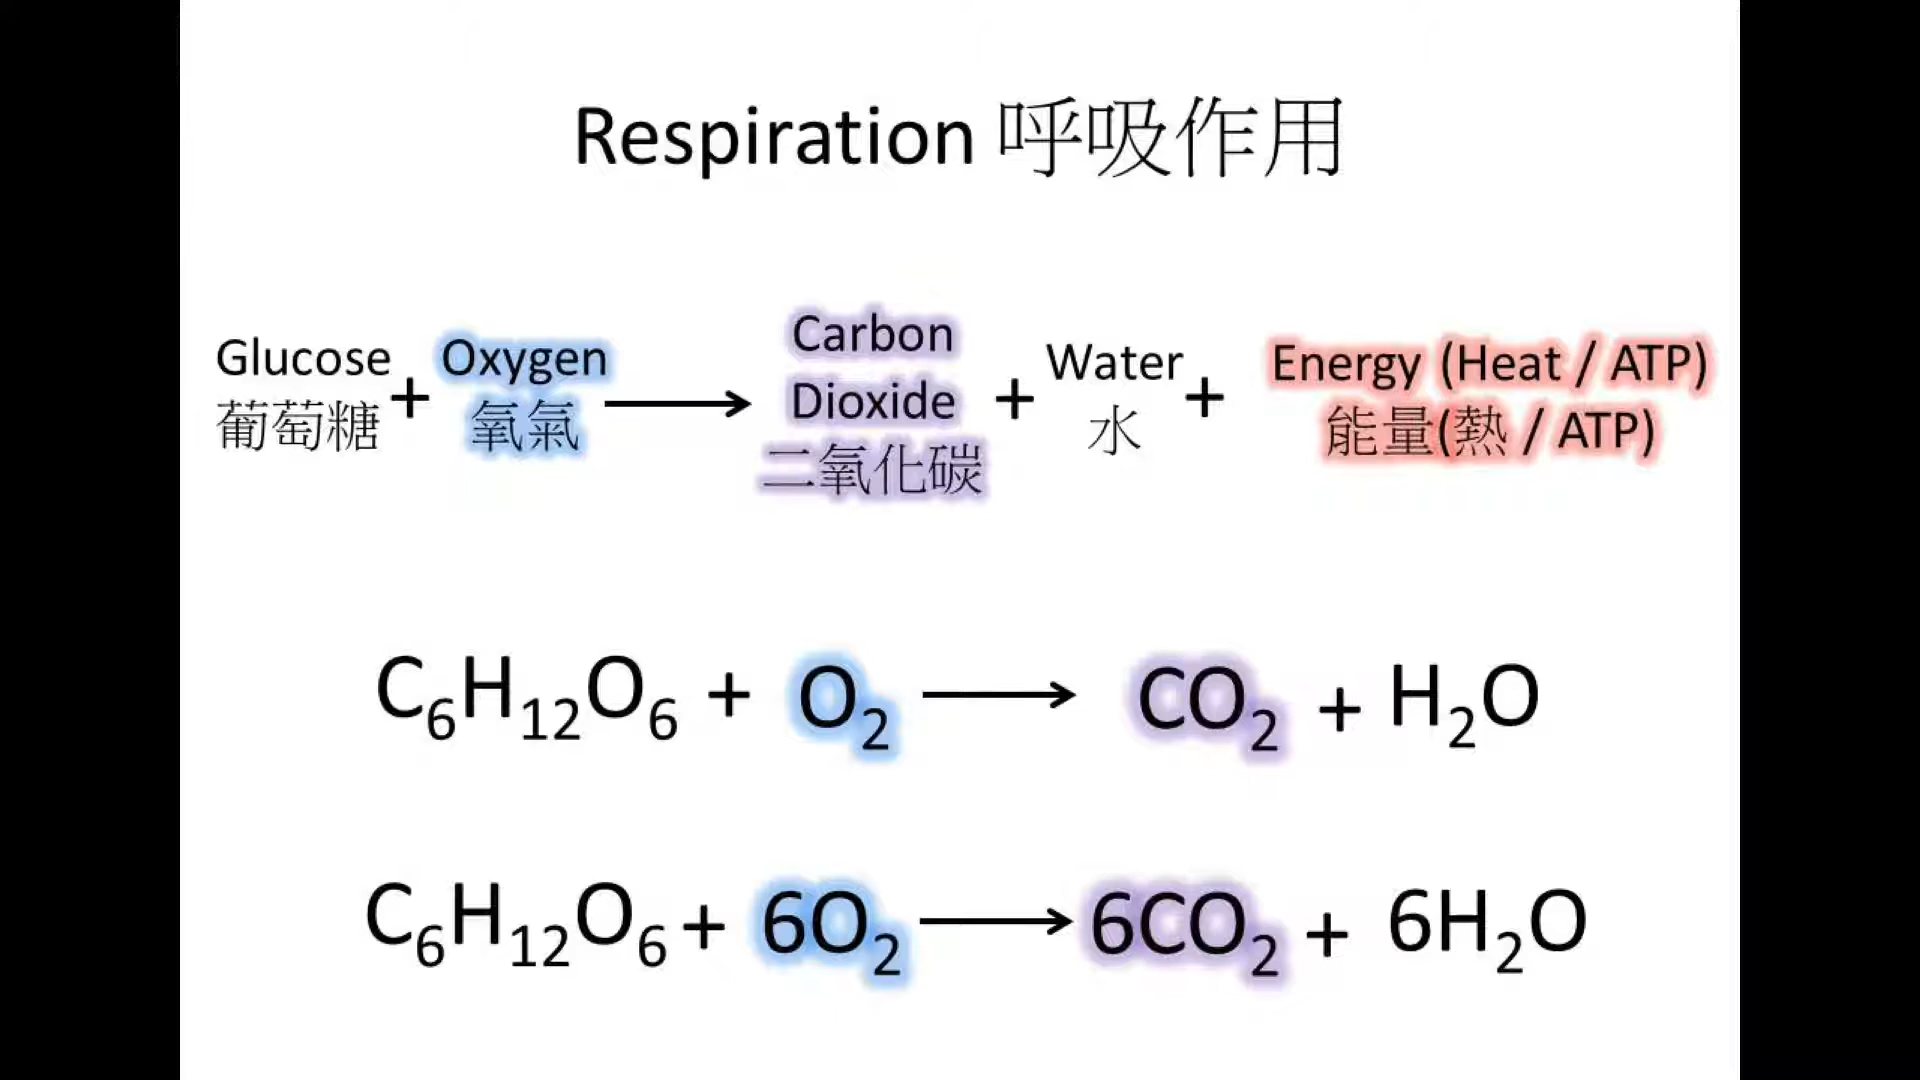 Respiration 呼吸作用
Glucose + Oxygen → Carbon Dioxide + Water + Energy (Heat / ATP)
葡萄糖 氧氣 二氧化碳 水 能量(熱 / ATP)
C₆H₁₂O₆ + O₂ → CO₂ + H₂O
C₆H₁₂O₆ + 6O₂ → 6CO₂ + 6H₂O